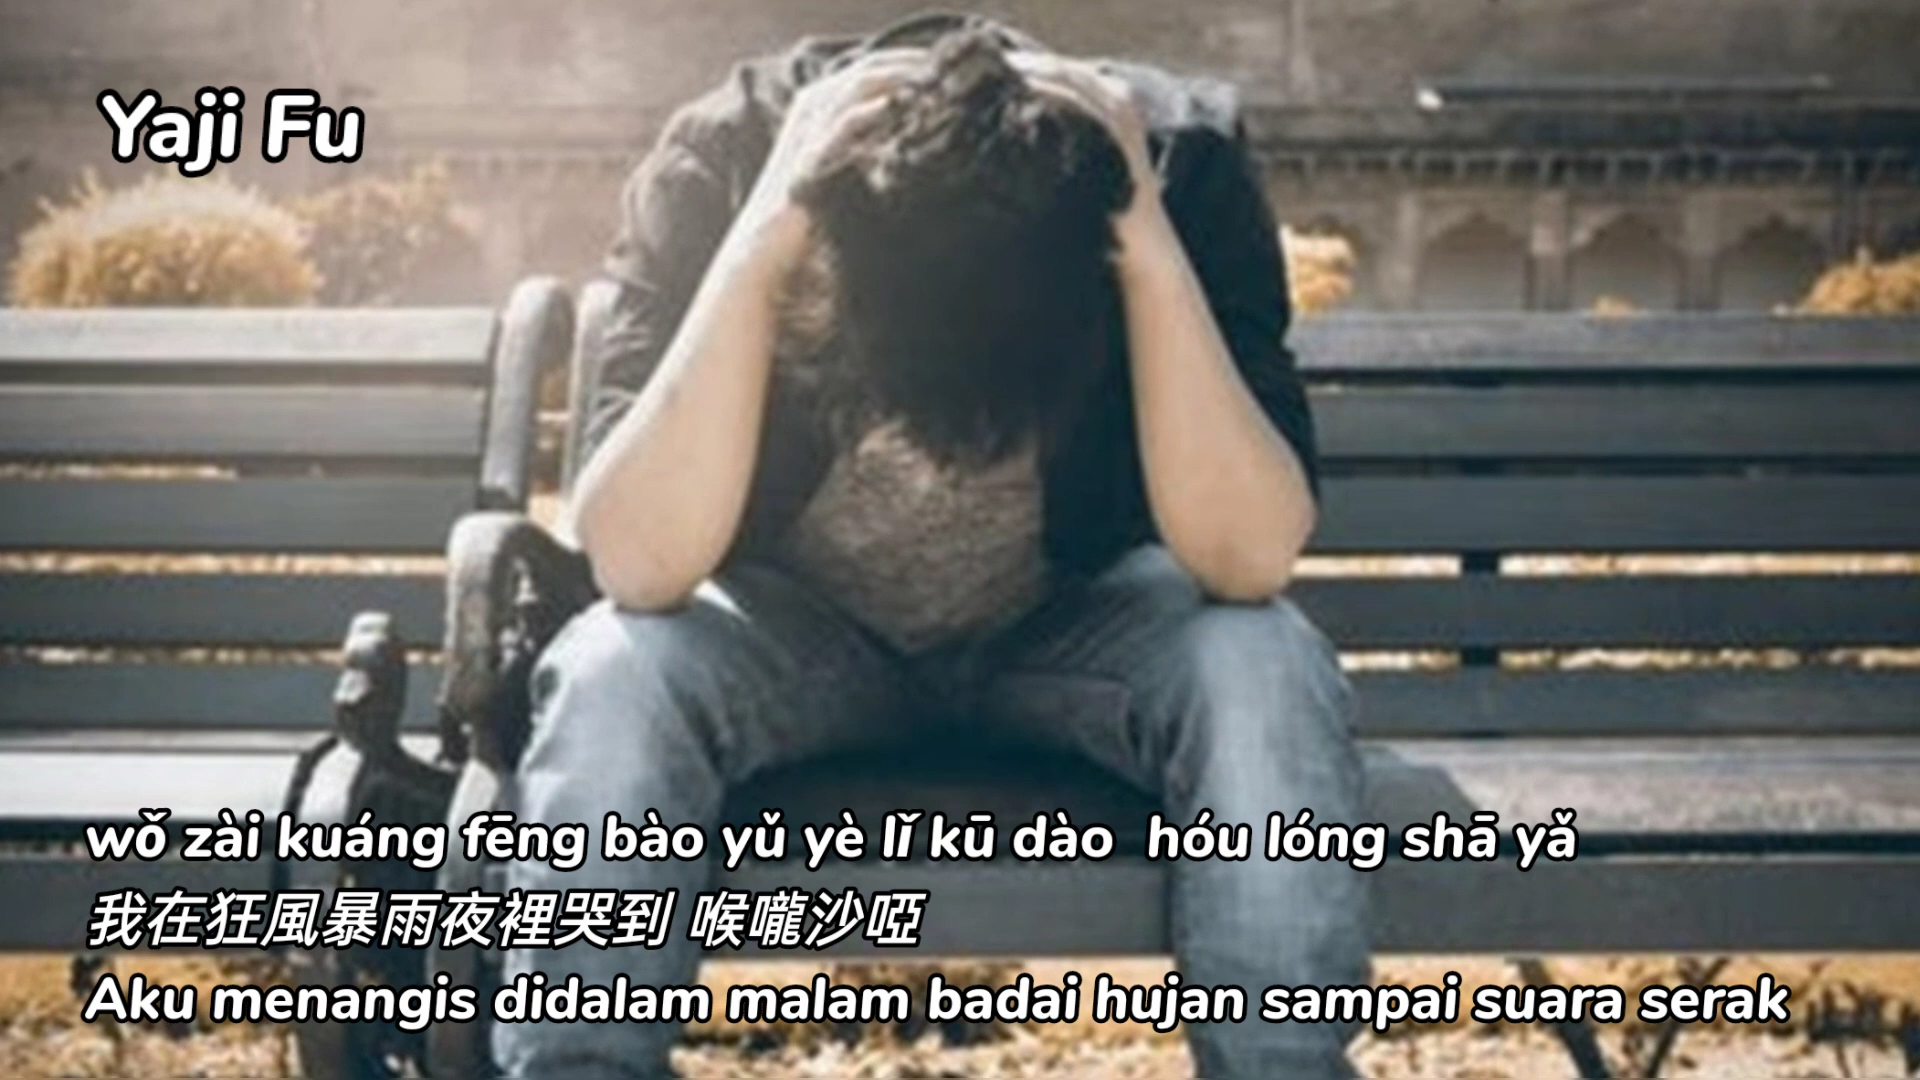 Yaji Fu
wǒ zài kuáng fēng bào yǔ yè lǐ kū dào  hóu lóng shā yǎ
我在狂風暴雨夜裡哭到 喉嚨沙啞
Aku menangis didalam malam badai hujan sampai suara serak